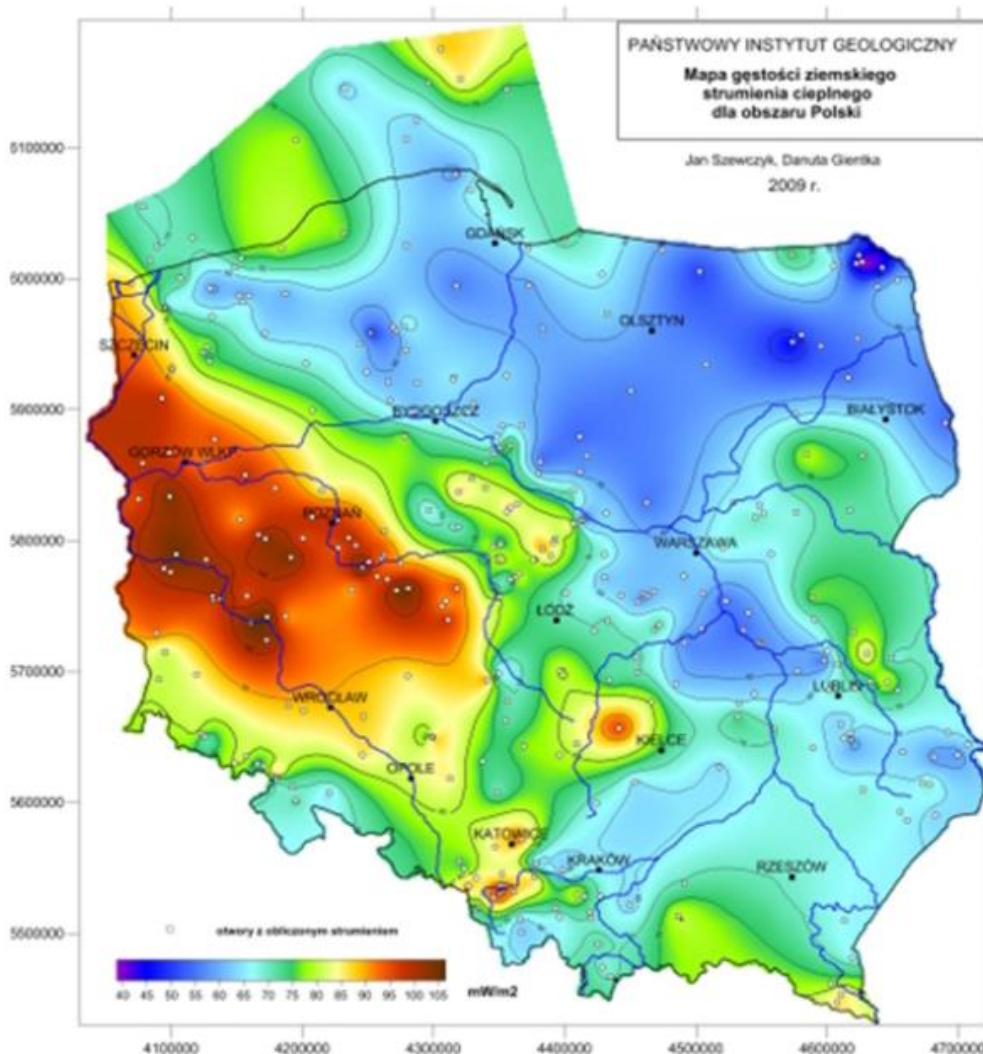 PAŃSTWOWY INSTYTUT GEOLOGICZNY
Mapa gęstości ziemskiego
strumienia cieplnego
dla obszaru Polski
Jan Szewczyk, Danuta Gientka
2009 r.
5100000
GDAŃSK
6000000
OLSZTYN
SZCZECIN
5900000
BYDGOSZCZ
BIAŁYSTOK
GORZÓW WLKP
POZNAŃ
5800000
WARSZAWA
ŁÓDŹ
5700000
LUBLIN
WROCŁAW
KIELCE
OPOLE
5600000
KATOWICE
KRAKÓW
RZESZÓW
5500000
otwory z obliczonym strumieniem
40 45 50 55 60 65 70 75 80 85 90 95 100 105 mW/m2
4100000 4200000 4300000 4400000 4500000 4600000 4700000